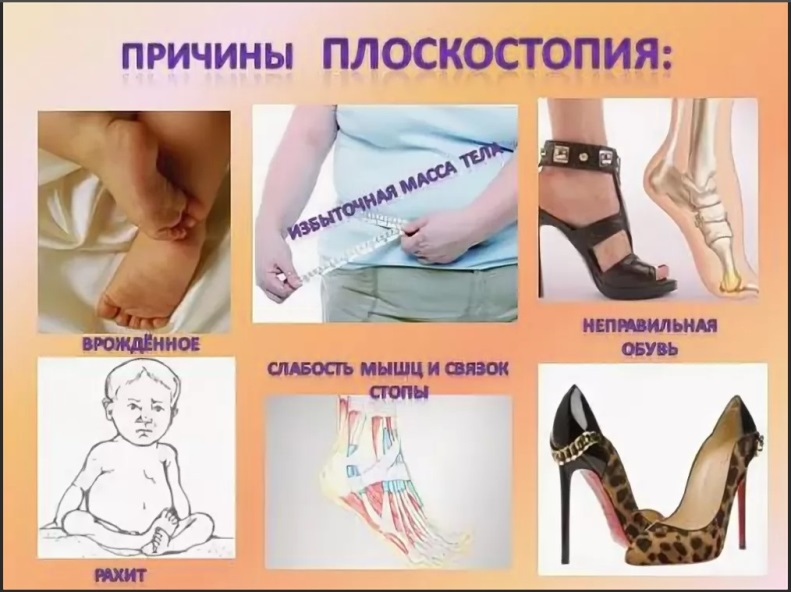 ПРИЧИНЫ ПЛОСКОСТОПИЯ:
ИЗБЫТОЧНАЯ МАССА ТЕЛА
ВРОЖДЁННОЕ
НЕПРАВИЛЬНАЯ
ОБУВЬ
СЛАБОСТЬ МЫШЦ И СВЯЗОК
СТОПЫ
РАХИТ